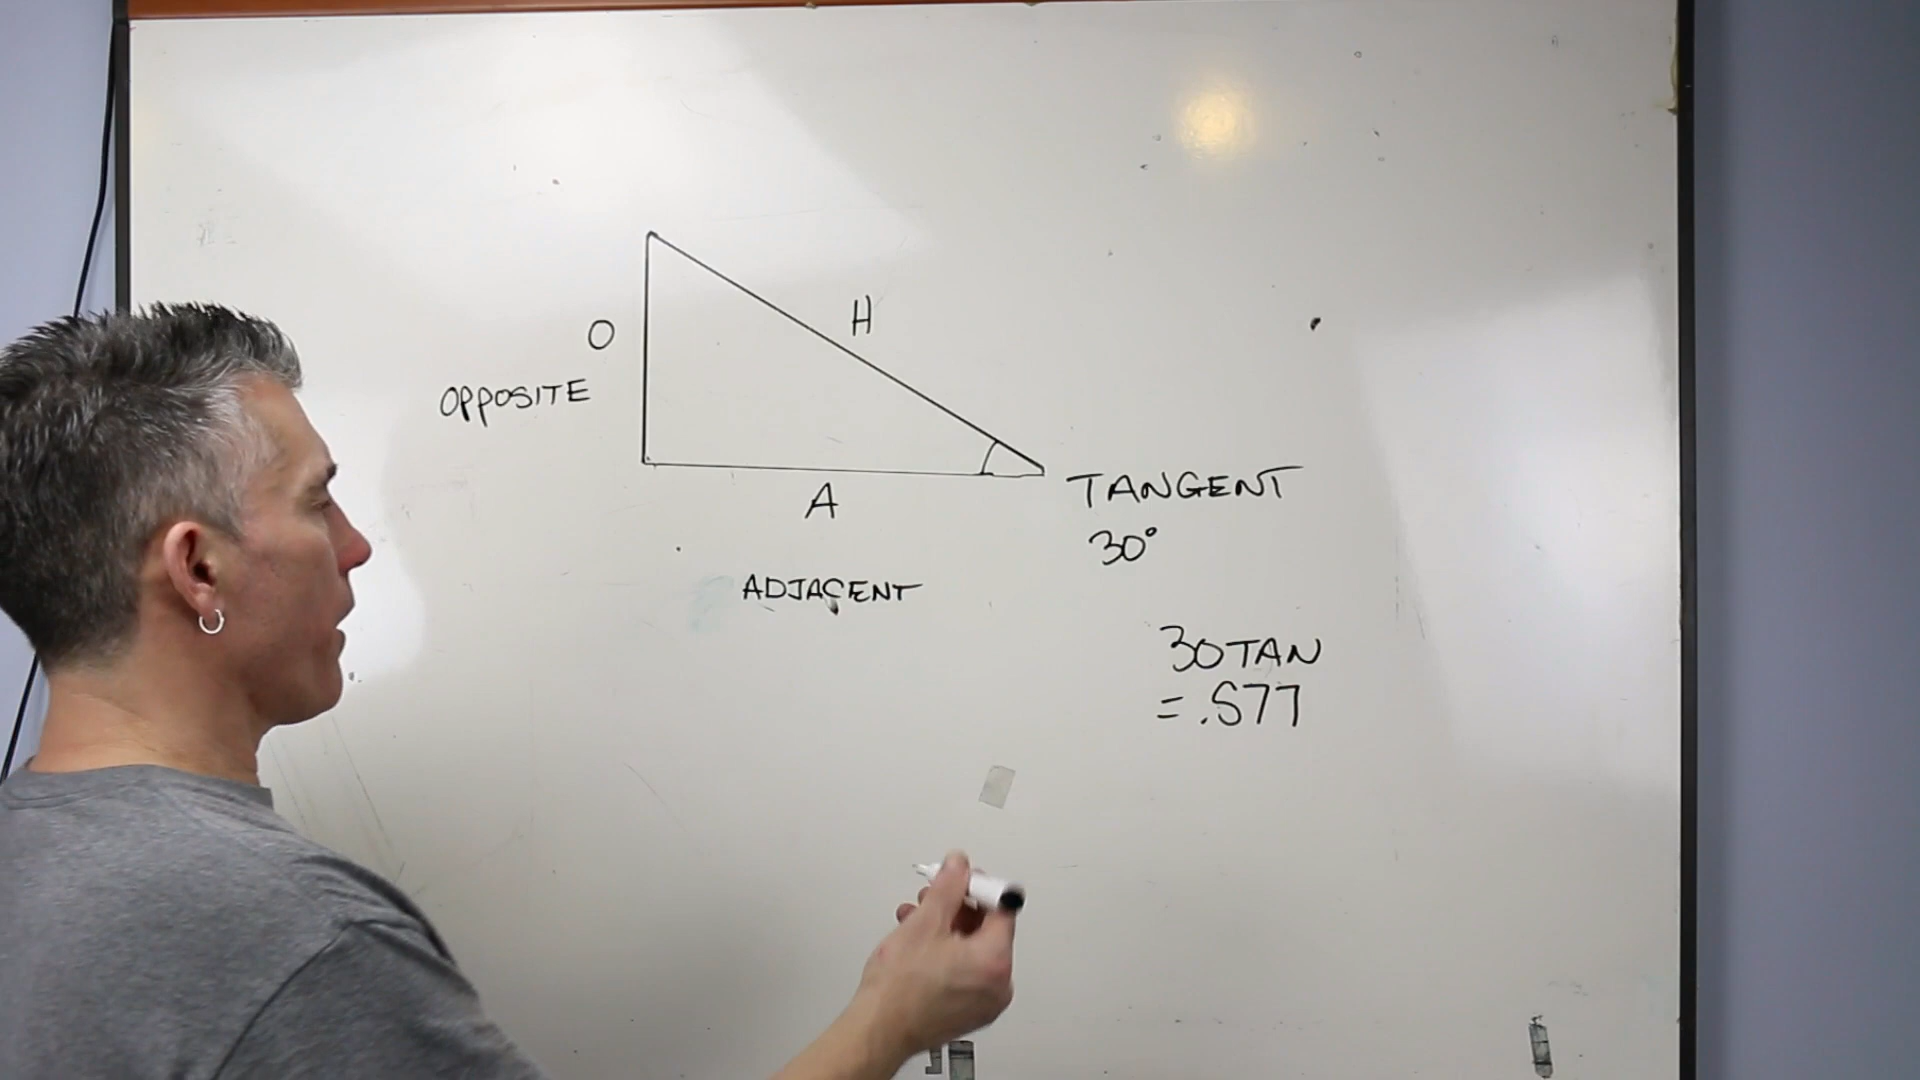 O
H
OPPOSITE
A
TANGENT
30°
ADJACENT
30TAN
=.577